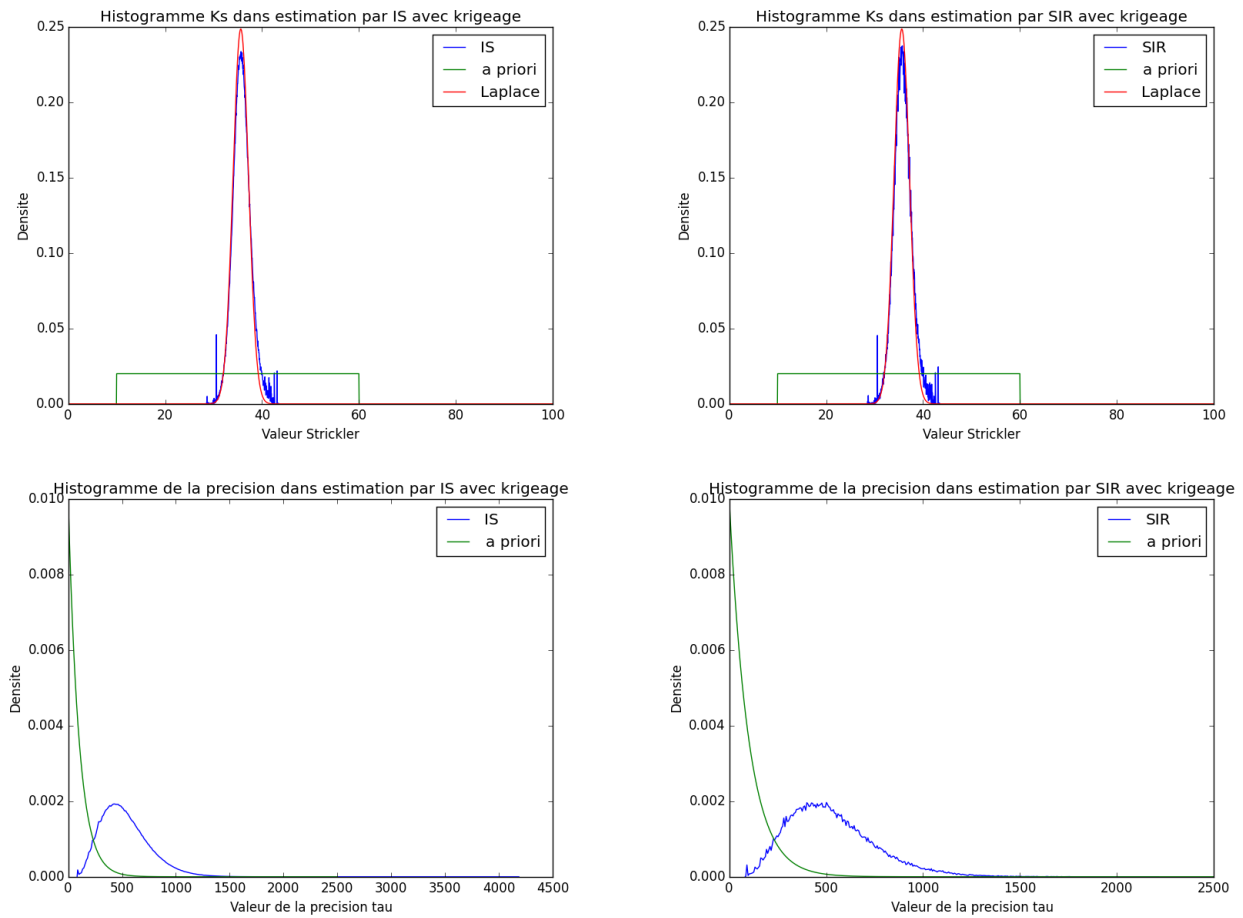 Histogramme Ks dans estimation par IS avec krigeage
0.25
0.20
0.15
0.10
0.05
0.00
Densite
0
20
40
60
80
100
Valeur Strickler
IS
a priori
Laplace
Histogramme Ks dans estimation par SIR avec krigeage
0.25
0.20
0.15
0.10
0.05
0.00
Densite
0
20
40
60
80
100
Valeur Strickler
SIR
a priori
Laplace
Histogramme de la precision dans estimation par IS avec krigeage
0.010
0.008
0.006
0.004
0.002
0.000
Densite
0
500
1000
1500
2000
2500
3000
3500
4000
4500
Valeur de la precision tau
IS
a priori
Histogramme de la precision dans estimation par SIR avec krigeage
0.010
0.008
0.006
0.004
0.002
0.000
Densite
0
500
1000
1500
2000
2500
Valeur de la precision tau
SIR
a priori